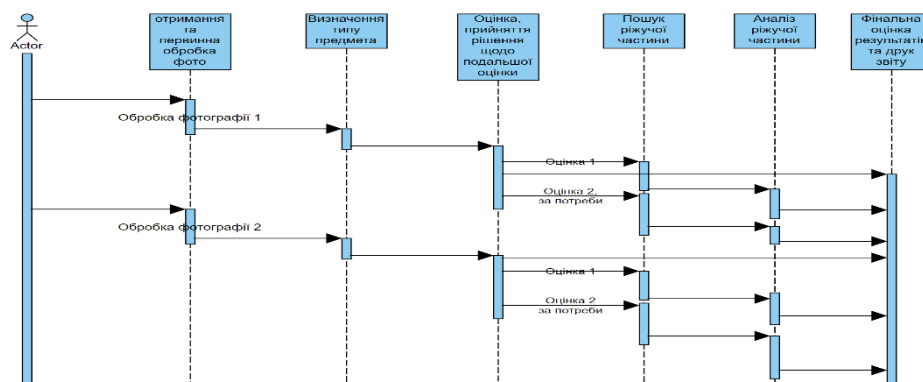 Actor
отримання
та
первинна
обробка
фото
Визначення
типу
предмета
Оцінка,
прийняття
рішення
щодо
подальшої
оцінки
Пошук
ріжучої
частини
Аналіз
ріжучої
частини
Фінальна
оцінка
результатів
та друк
звіту
Обробка фотографії 1
Оцінка 1
Оцінка 2,
за потреби
Обробка фотографії 2
Оцінка 1
Оцінка 2
за потреби